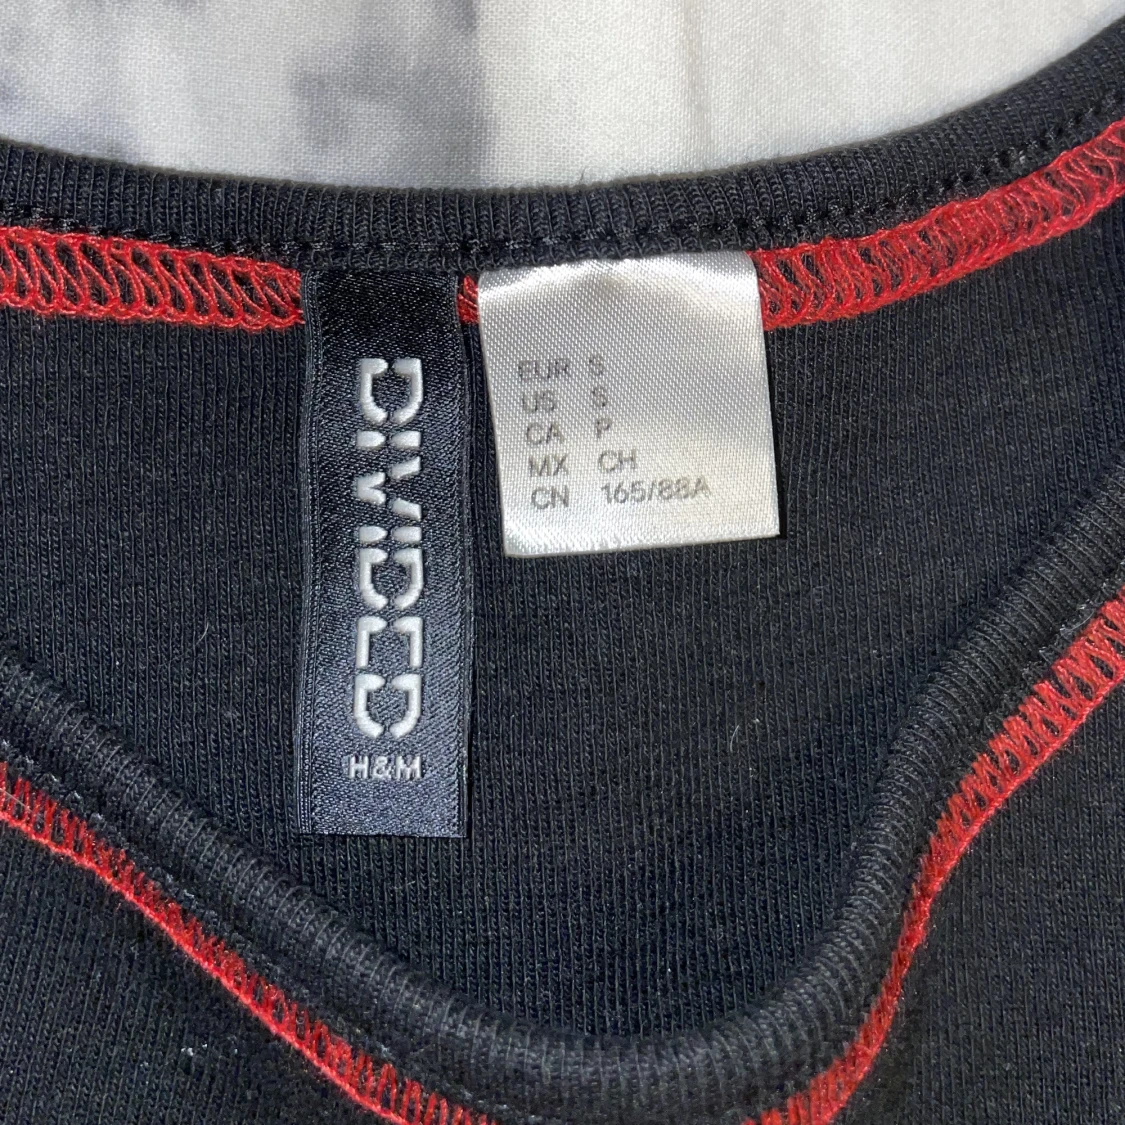 DIVIDED
H&M
EUR S
US S
CA P
MX CH
CN 165/88A